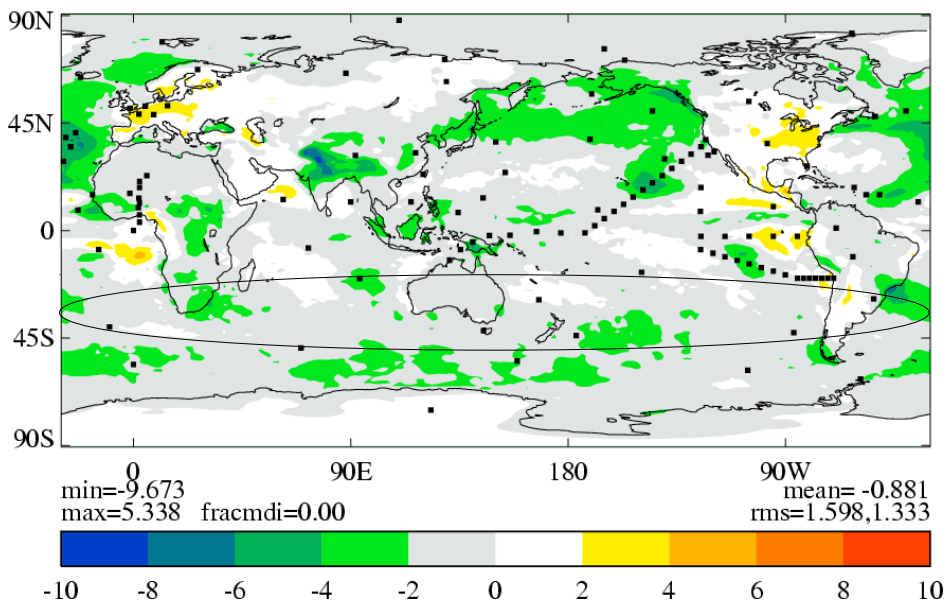 90N
45N
0
45S
90S
0 90E 180 90W
min=-9.673 mean= -0.881
max=5.338 fracmdi=0.00 rms=1.598,1.333
-10 -8 -6 -4 -2 0 2 4 6 8 10